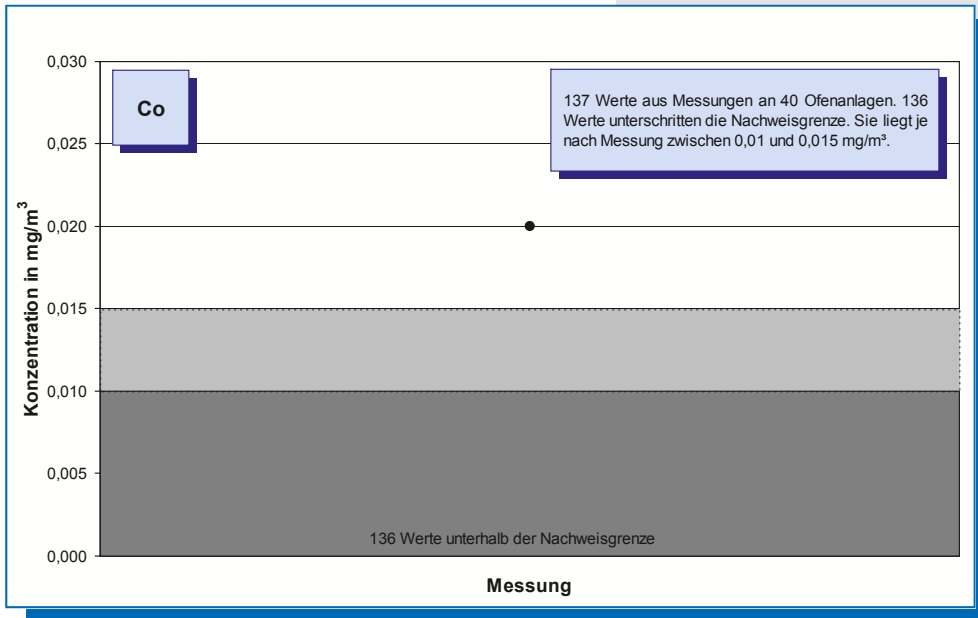 Co
137 Werte aus Messungen an 40 Ofenanlagen. 136
Werte unterschritten die Nachweisgrenze. Sie liegt je
nach Messung zwischen 0,01 und 0,015 mg/m³.
Konzentration in mg/m³
0,030
0,025
0,020
0,015
0,010
0,005
0,000
136 Werte unterhalb der Nachweisgrenze
Messung